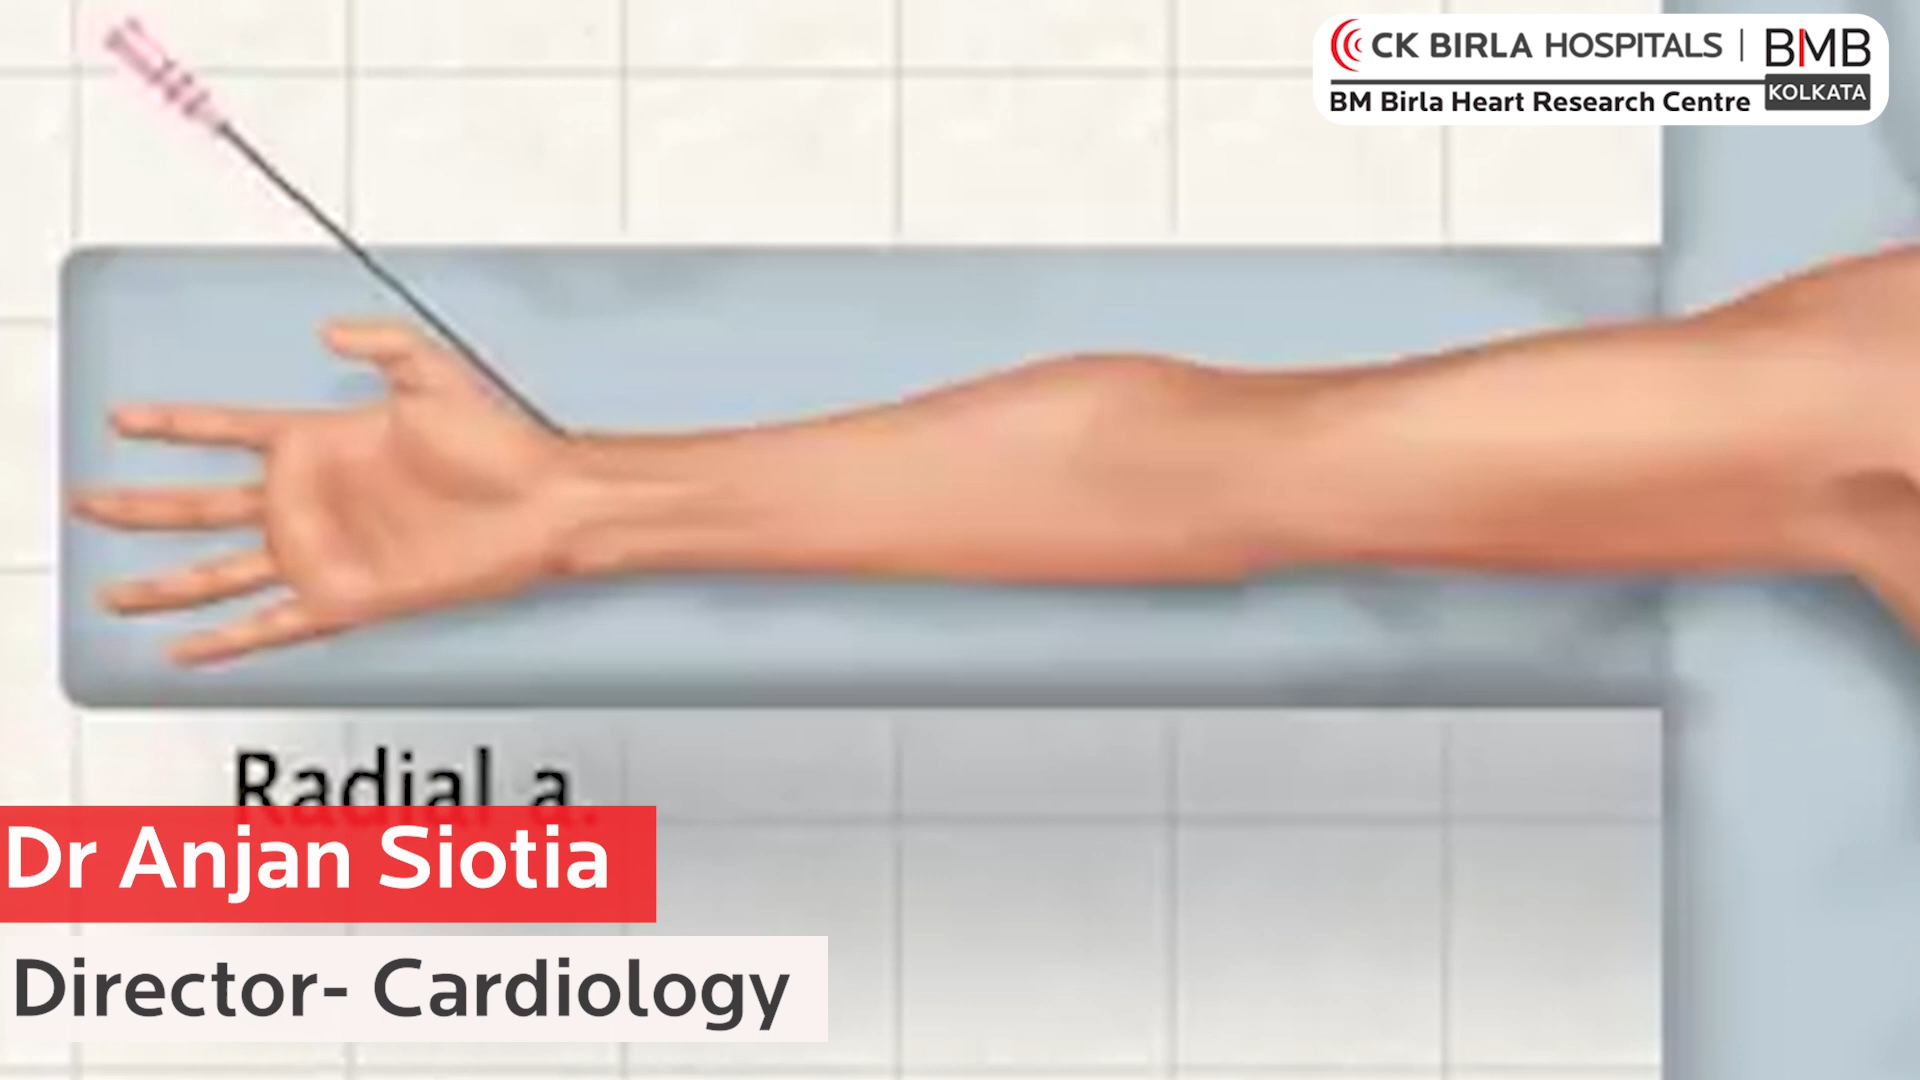 CK BIRLA HOSPITALS | BMB
BM Birla Heart Research Centre KOLKATA
Radial a.
Dr Anjan Siotia
Director- Cardiology